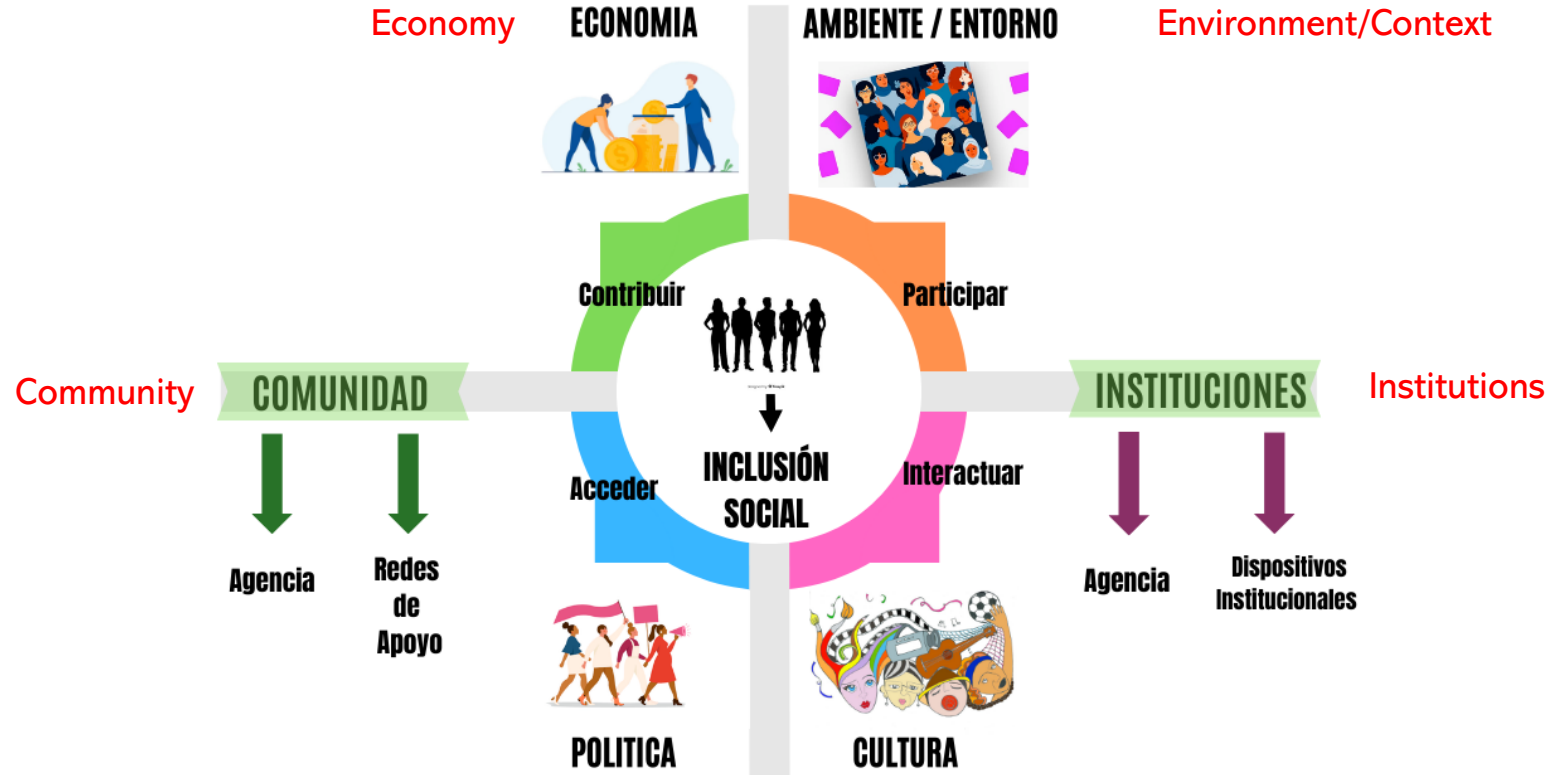 Economy
ECONOMIA
AMBIENTE / ENTORNO
Environment/Context
Contribuir
Participar
Community
COMUNIDAD
INSTITUCIONES
Institutions
Acceder
INCLUSIÓN
SOCIAL
Interactuar
Agencia
Redes
de
Apoyo
Agencia
Dispositivos
Institucionales
POLITICA
CULTURA